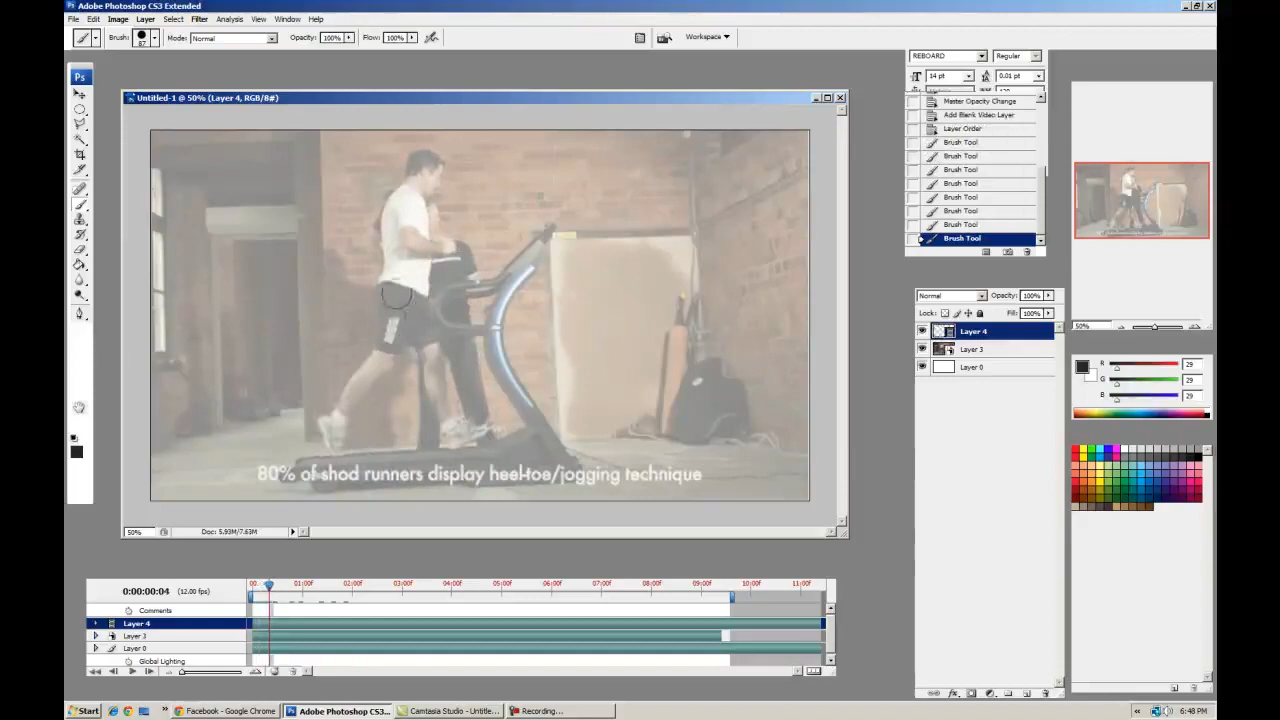 Adobe Photoshop CS3 Extended
File Edit Image Layer Select Filter Analysis View Window Help
Brush: 87 Mode: Normal Opacity: 100% Flow: 100% Workspace
REBOARD Regular
14 pt 0.01 pt
Untitled-1 @ 50% (Layer 4, RGB/8#)
Master Opacity Change
Add Blank Video Layer
Layer Order
Brush Tool
Brush Tool
Brush Tool
Brush Tool
Brush Tool
Brush Tool
Brush Tool
Brush Tool
Normal Opacity: 100%
Lock: Fill: 100%
Layer 4
Layer 3
Layer 0
50%
R 29
G 29
B 29
80% of shod runners display heel-toe/jogging technique
50% Doc: 5.93M/7.63M
0:00:00:04 (12.00 fps)
00 01:00f 02:00f 03:00f 04:00f 05:00f 06:00f 07:00f 08:00f 09:00f 10:00f 11:00f
Comments
Layer 4
Layer 3
Layer 0
Global Lighting
Start Facebook - Google Chrome Adobe Photoshop CS3... Camtasia Studio - Untitle... Recording... 6:48 PM